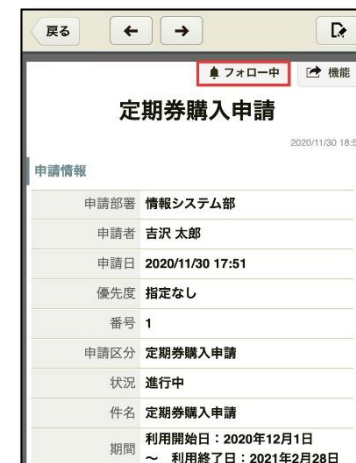 戻る
フォロー中 機能
定期券購入申請
2020/11/30 18:5
申請情報
申請部署 情報システム部
申請者 吉沢 太郎
申請日 2020/11/30 17:51
優先度 指定なし
番号 1
申請区分 定期券購入申請
状況 進行中
件名 定期券購入申請
期間 利用開始日：2020年12月1日
～ 利用終了日：2021年2月28日